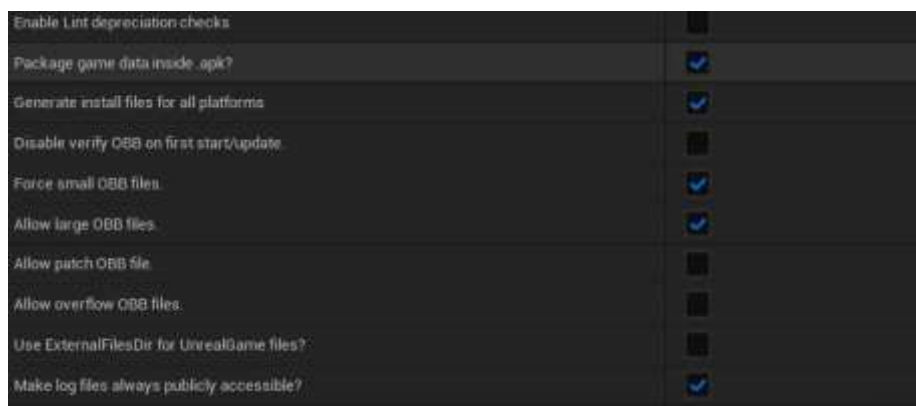 Enable Lint depreciation checks
Package game data inside .apk?
Generate install files for all platforms
Disable verify OBB on first start/update.
Force small OBB files.
Allow large OBB files.
Allow patch OBB file.
Allow overflow OBB files.
Use ExternalFilesDir for UnrealGame files?
Make log files always publicly accessible?